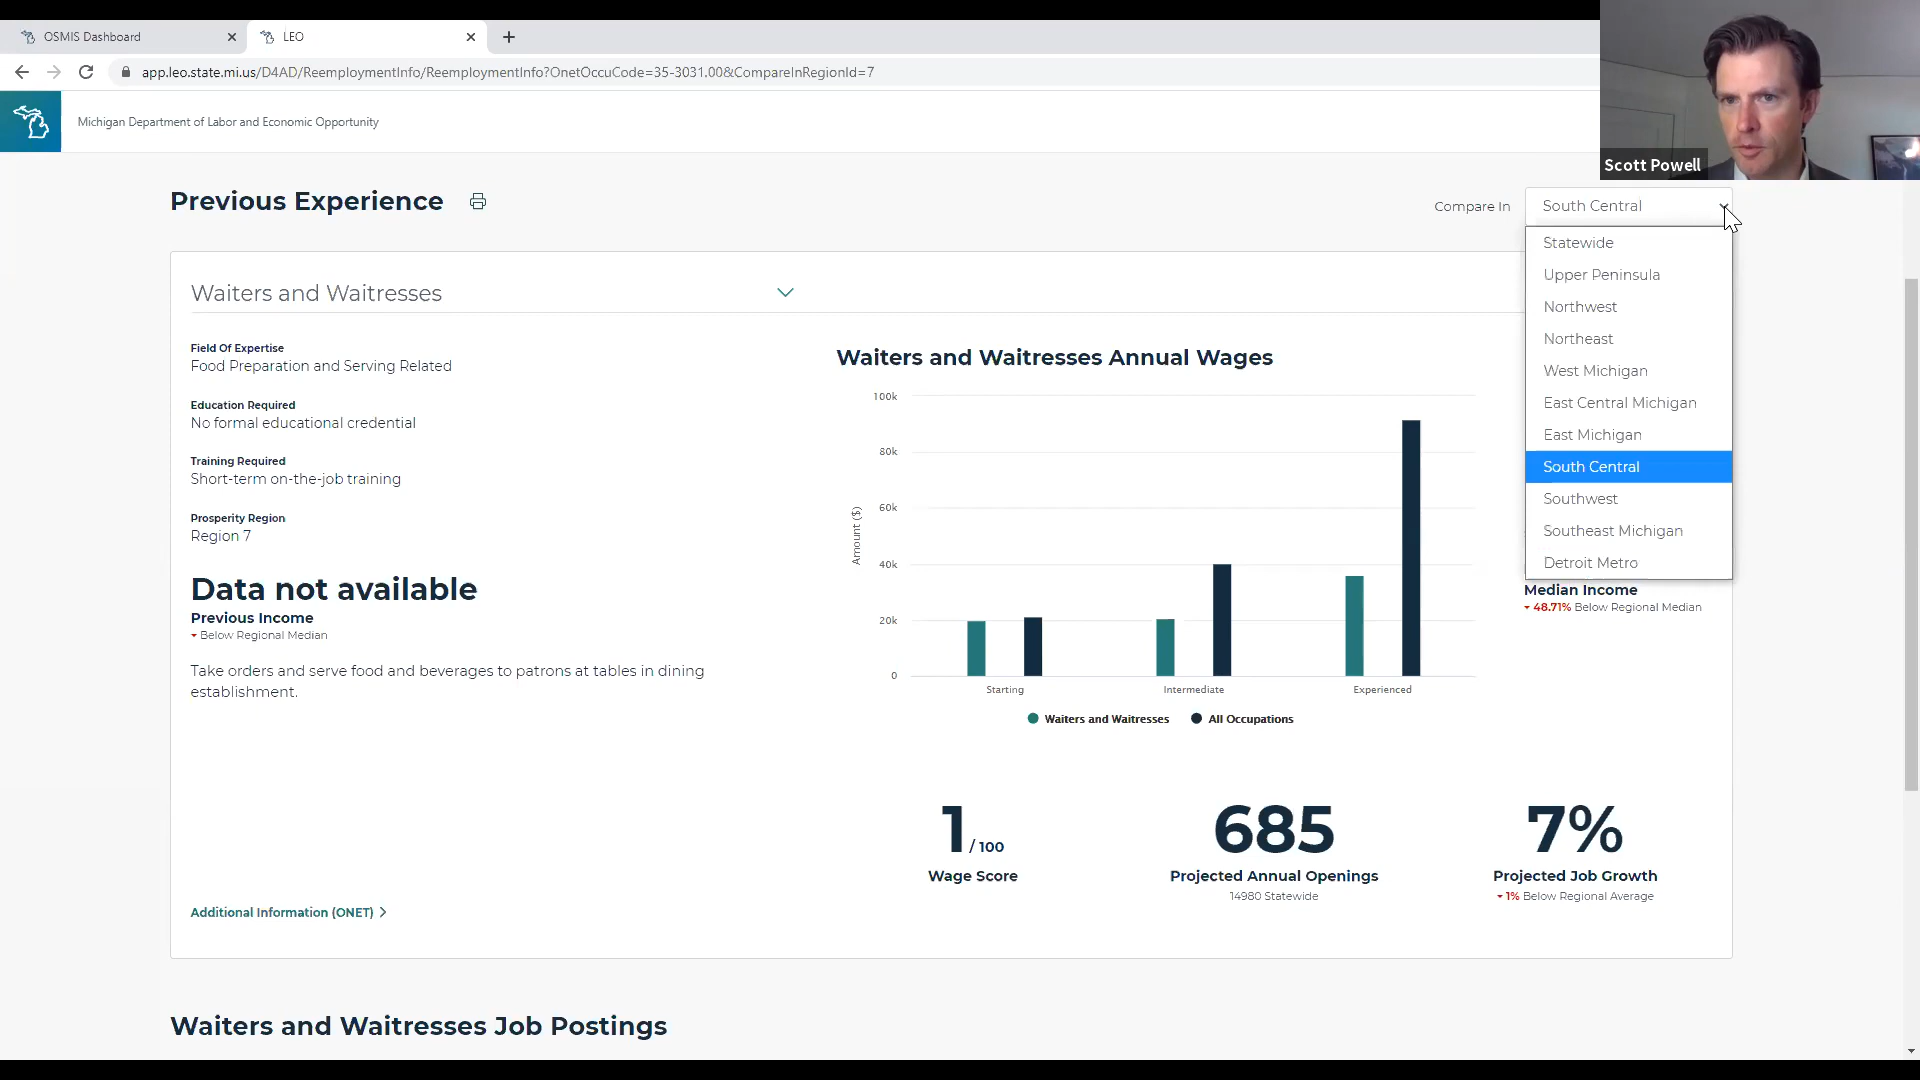 OSMIS Dashboard
LEO
app.leo.state.mi.us/D4AD/ReemploymentInfo/ReemploymentInfo?OnetOccuCode=35-3031.00&CompareInRegionId=7
Michigan Department of Labor and Economic Opportunity
Scott Powell
Previous Experience
Compare In
South Central
Statewide
Upper Peninsula
Northwest
Northeast
West Michigan
East Central Michigan
East Michigan
South Central
Southwest
Southeast Michigan
Detroit Metro
Waiters and Waitresses
Field Of Expertise
Food Preparation and Serving Related
Education Required
No formal educational credential
Training Required
Short-term on-the-job training
Prosperity Region
Region 7
Data not available
Previous Income
Below Regional Median
Take orders and serve food and beverages to patrons at tables in dining
establishment.
Additional Information (ONET)
Waiters and Waitresses Annual Wages
100k
80k
60k
40k
20k
0
Amount ($)
Starting
Intermediate
Experienced
Waiters and Waitresses
All Occupations
Median Income
48.71% Below Regional Median
1 / 100
Wage Score
685
Projected Annual Openings
14980 Statewide
7%
Projected Job Growth
1% Below Regional Average
Waiters and Waitresses Job Postings